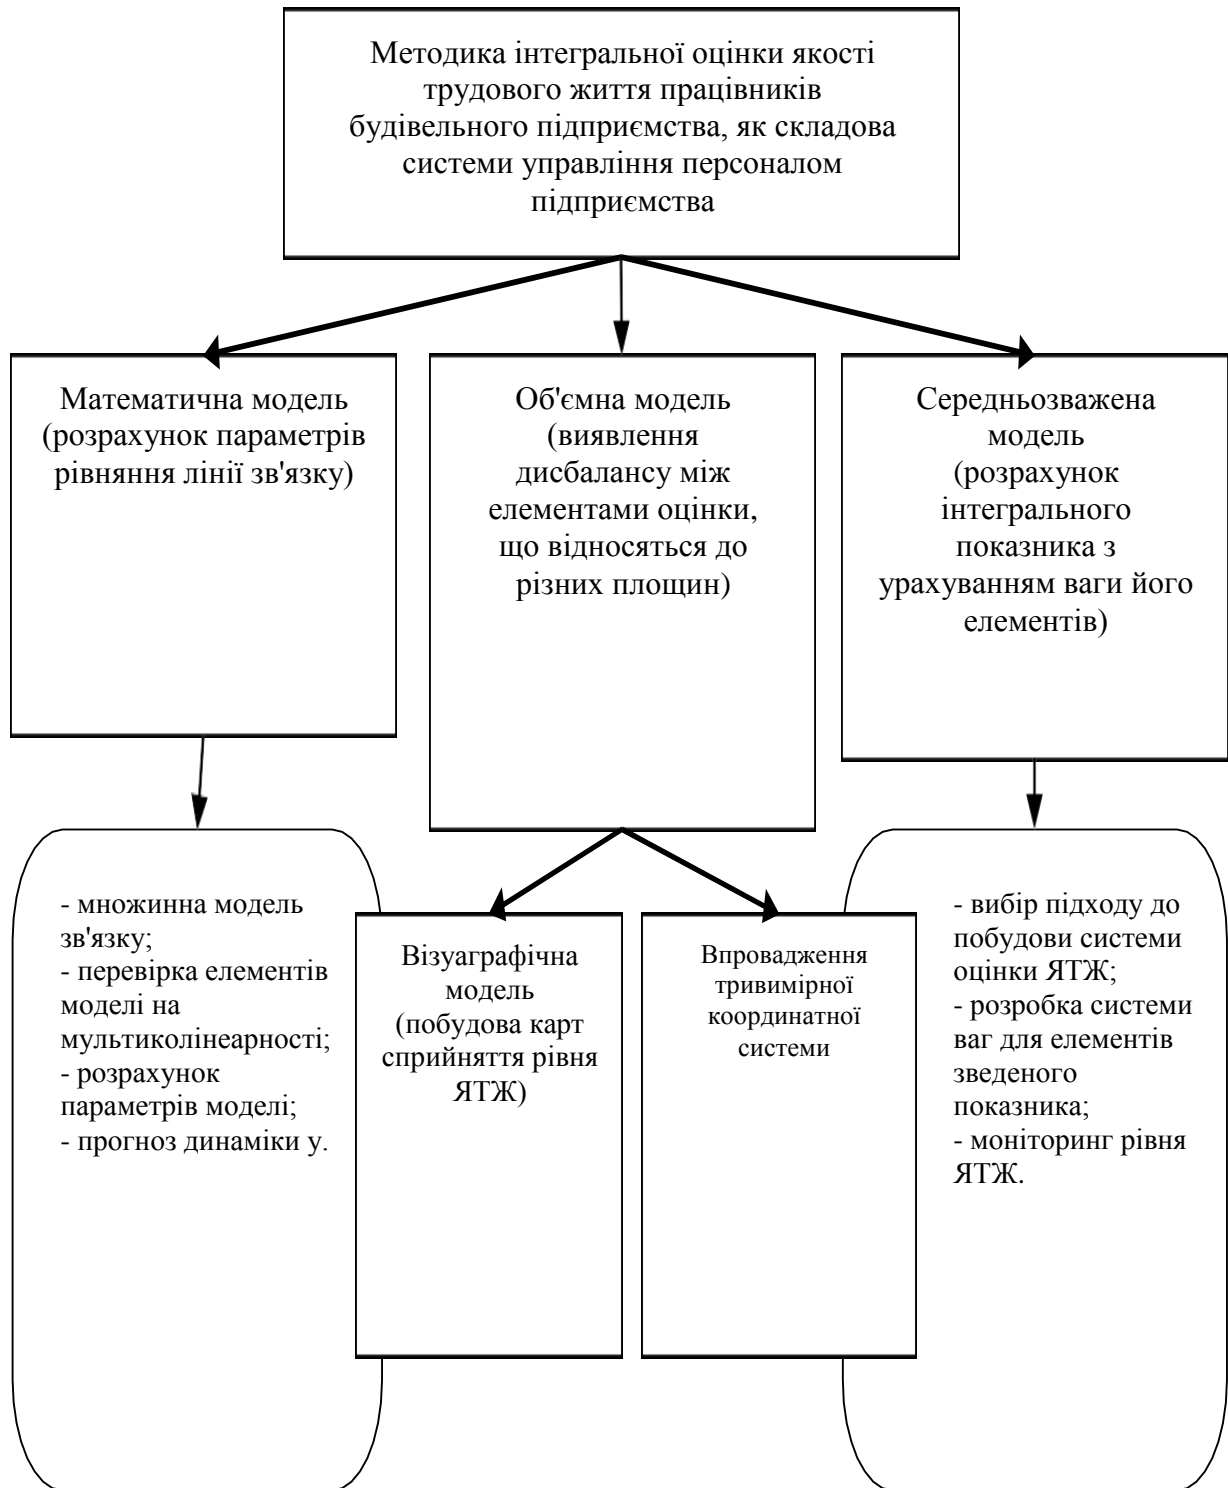 Методика інтегральної оцінки якості
трудового життя працівників
будівельного підприємства, як складова
системи управління персоналом
підприємства
Математична модель
(розрахунок параметрів
рівняння лінії зв'язку)
Об'ємна модель
(виявлення
дисбалансу між
елементами оцінки,
що відносяться до
різних площин)
Середньозважена
модель
(розрахунок
інтегрального
показника з
урахуванням ваги його
елементів)
- множинна модель
зв'язку;
- перевірка елементів
моделі на
мультиколінеарності;
- розрахунок
параметрів моделі;
- прогноз динаміки у.
Візуаграфічна
модель
(побудова карт
сприйняття рівня
ЯТЖ)
Впровадження
тривимірної
координатної
системи
- вибір підходу до
побудови системи
оцінки ЯТЖ;
- розробка системи
ваг для елементів
зведеного
показника;
- моніторинг рівня
ЯТЖ.